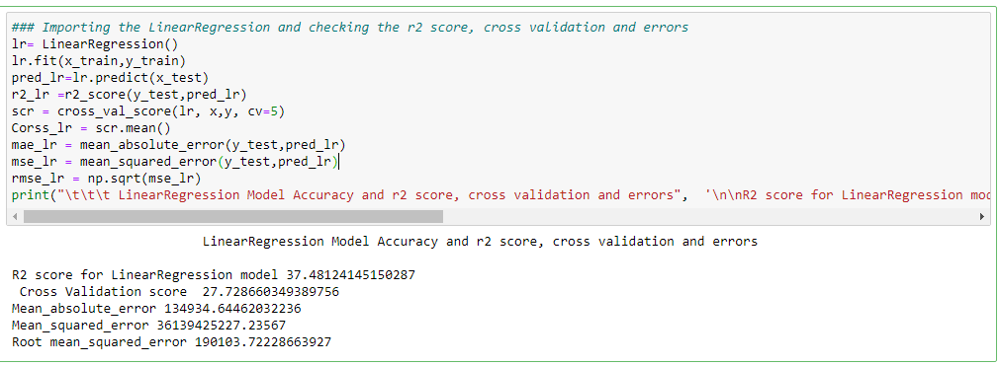 ### Importing the LinearRegression and checking the r2 score, cross validation and errors
lr= LinearRegression()
lr.fit(x_train,y_train)
pred_lr=lr.predict(x_test)
r2_lr =r2_score(y_test,pred_lr)
scr = cross_val_score(lr, x,y, cv=5)
Corss_lr = scr.mean()
mae_lr = mean_absolute_error(y_test,pred_lr)
mse_lr = mean_squared_error(y_test,pred_lr)
rmse_lr = np.sqrt(mse_lr)
print("\t\t\t LinearRegression Model Accuracy and r2 score, cross validation and errors",  '\n\nR2 score for LinearRegression mod
LinearRegression Model Accuracy and r2 score, cross validation and errors
R2 score for LinearRegression model 37.48124145150287
Cross Validation score  27.728660349389756
Mean_absolute_error 134934.64462032236
Mean_squared_error 36139425227.23567
Root mean_squared_error 190103.72228663927